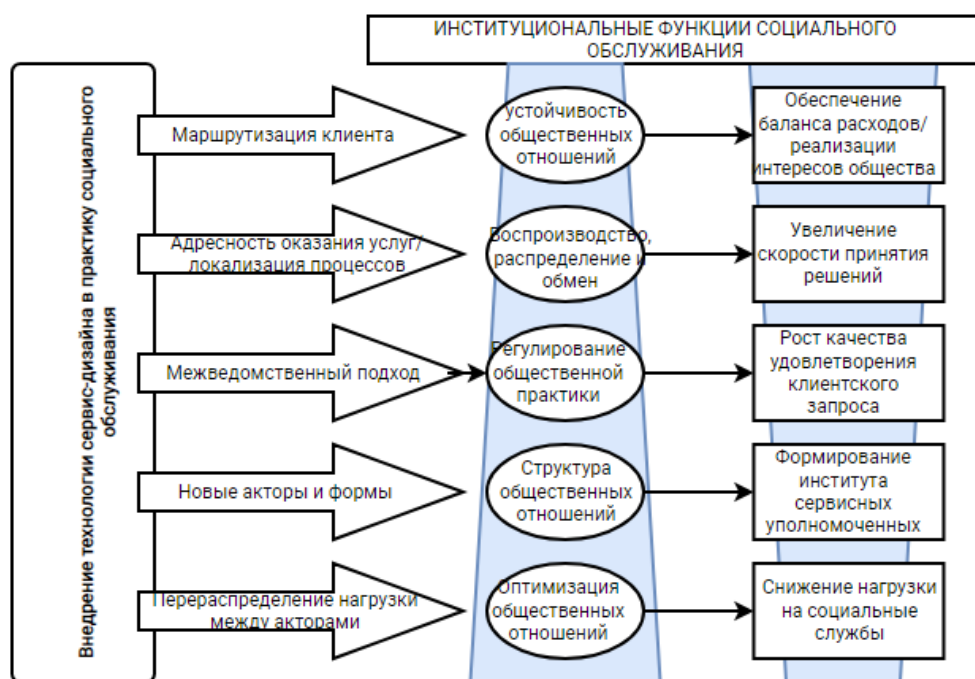 ИНСТИТУЦИОНАЛЬНЫЕ ФУНКЦИИ СОЦИАЛЬНОГО
ОБСЛУЖИВАНИЯ
Внедрение технологии сервис-дизайна в практику социального
обслуживания
Маршрутизация клиента
устойчивость
общественных
отношений
Обеспечение
баланса расходов/
реализации
интересов общества
Адресность оказания услуг/
локализация процессов
Воспроизводство,
распределение и
обмен
Увеличение
скорости принятия
решений
Межведомственный подход
Регулирование
общественной
практики
Рост качества
удовлетворения
клиентского
запроса
Новые акторы и формы
Структура
общественных
отношений
Формирование
института
сервисных
уполномоченных
Перераспределение нагрузки
между акторами
Оптимизация
общественных
отношений
Снижение нагрузки
на социальные
службы